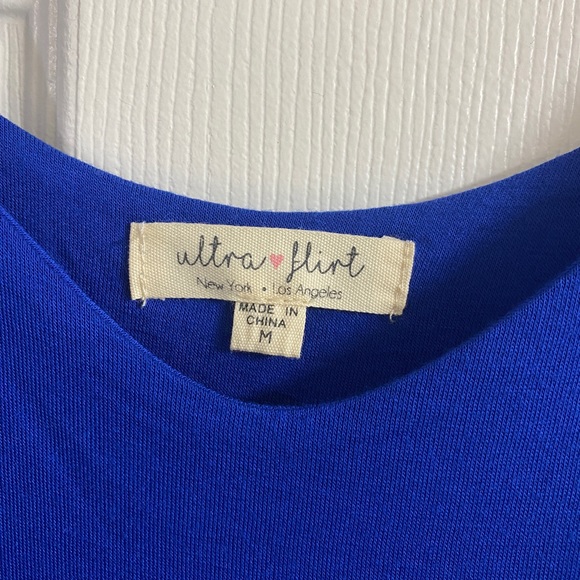 ultra ♥ flirt
New York • Los Angeles
MADE IN
CHINA
M